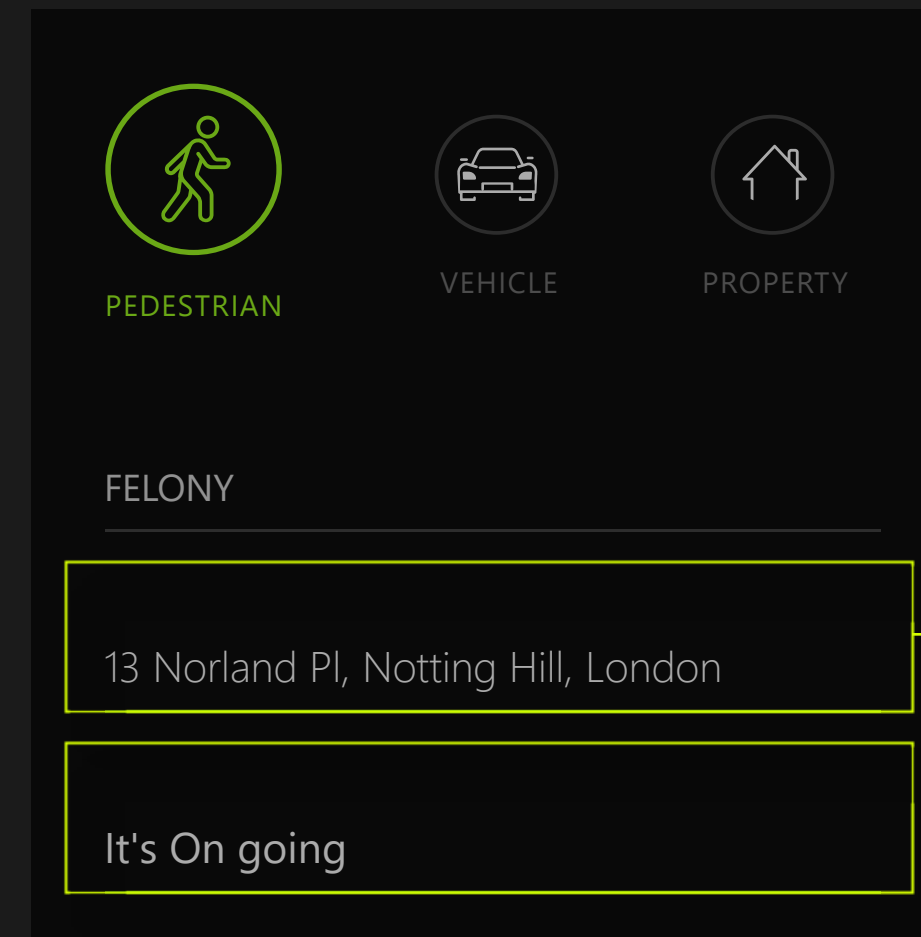 PEDESTRIAN
VEHICLE
PROPERTY
FELONY
13 Norland Pl, Notting Hill, London
It's On going